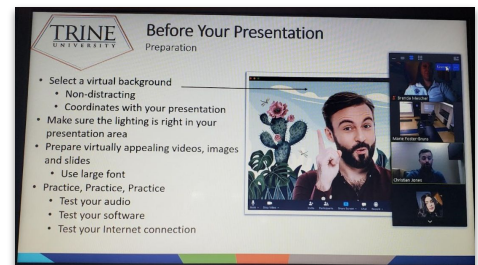 TRINE
UNIVERSITY
Before Your Presentation
Preparation
• Select a virtual background
• Non-distracting
• Coordinates with your presentation
• Make sure the lighting is right in your
presentation area
• Prepare virtually appealing videos, images
and slides
• Use large font
• Practice, Practice, Practice
• Test your audio
• Test your software
• Test your Internet connection
Brenda Mescher
Christian Jones